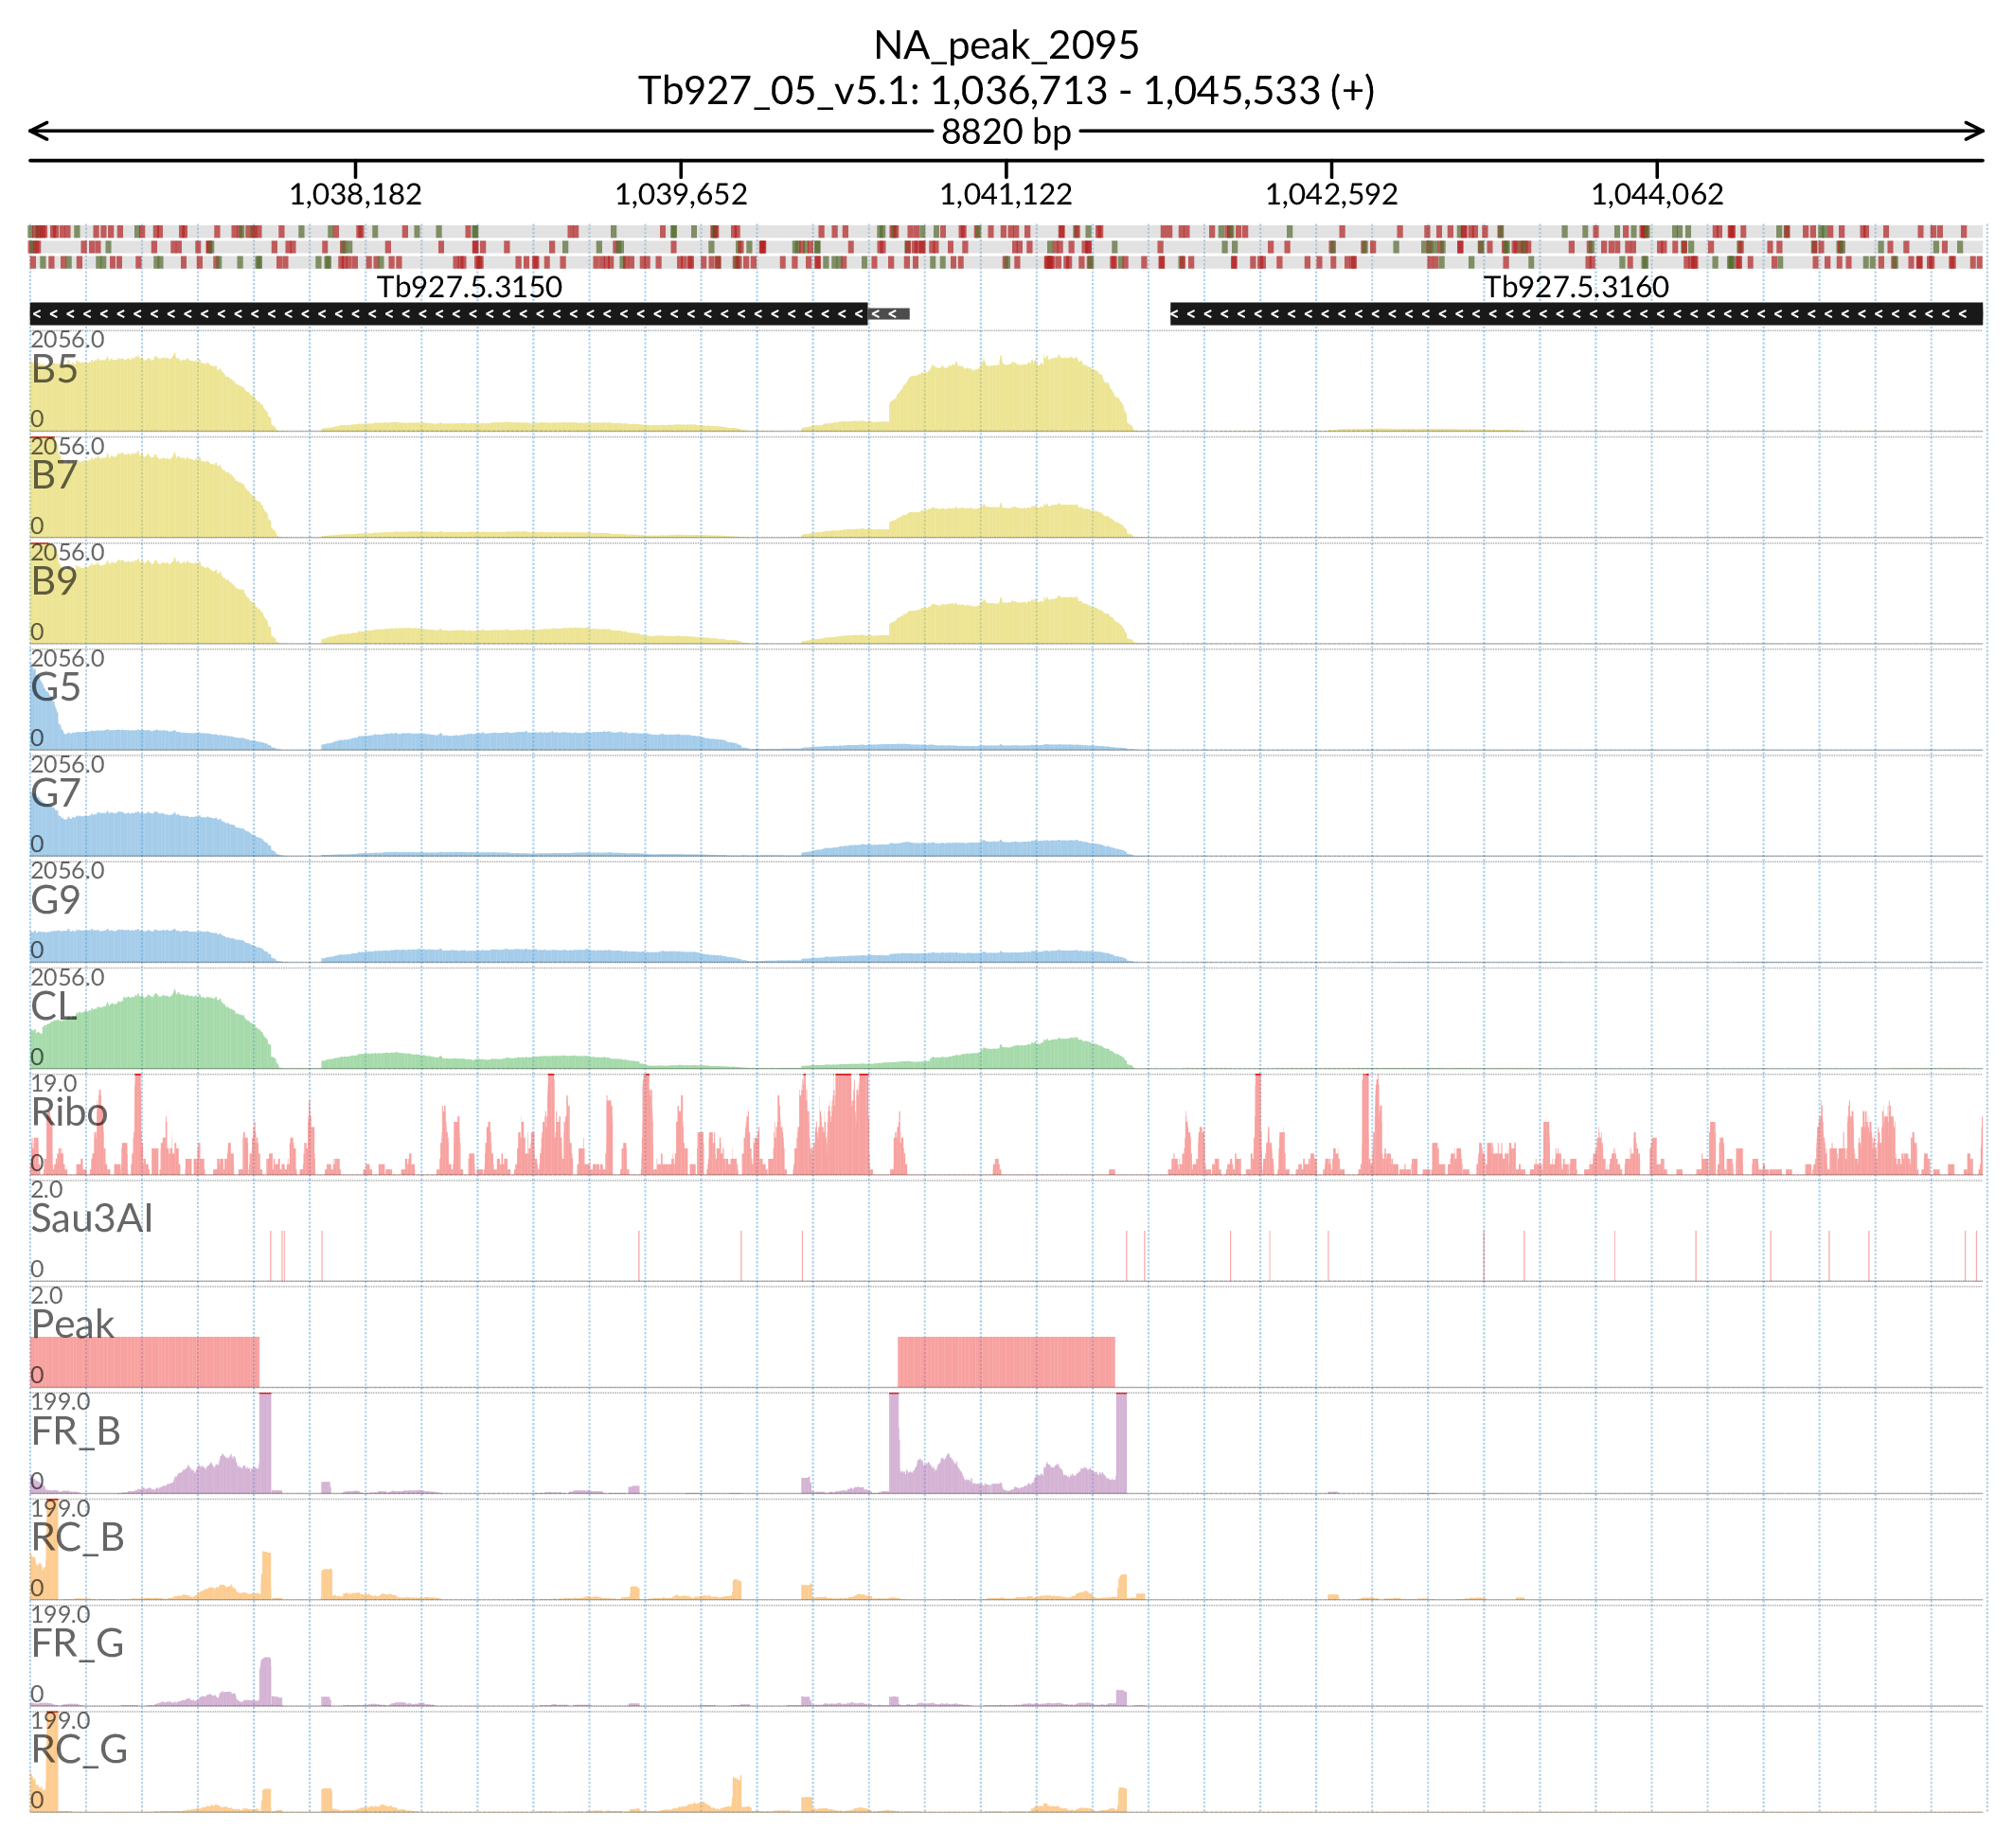 NA_peak_2095
Tb927_05_v5.1: 1,036,713 - 1,045,533 (+)
8820 bp
1,038,182 1,039,652 1,041,122 1,042,592 1,044,062
Tb927.5.3150 Tb927.5.3160
2056.0
B5
0
2056.0
B7
0
2056.0
B9
0
2056.0
G5
0
2056.0
G7
0
2056.0
G9
0
2056.0
CL
0
19.0
Ribo
0
2.0
Sau3AI
0
2.0
Peak
0
199.0
FR_B
0
199.0
RC_B
0
199.0
FR_G
0
199.0
RC_G
0